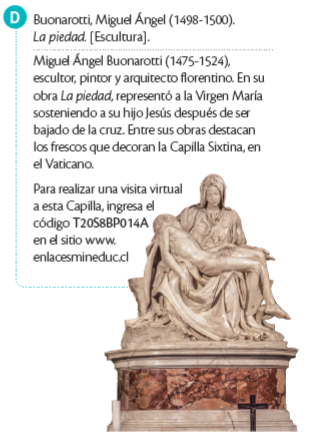 D
Buonarotti, Miguel Ángel (1498-1500).
La piedad. [Escultura].
Miguel Ángel Buonarotti (1475-1524),
escultor, pintor y arquitecto florentino. En su
obra La piedad, representó a la Virgen María
sosteniendo a su hijo Jesús después de ser
bajado de la cruz. Entre sus obras destacan
los frescos que decoran la Capilla Sixtina, en
el Vaticano.
Para realizar una visita virtual
a esta Capilla, ingresa el
código T20S8BP014A
en el sitio www.
enlacesmineduc.cl